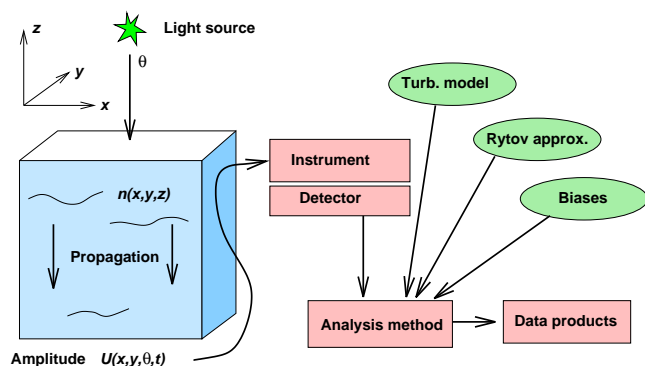 z
Light source
θ
y
x
Turb. model
Rytov approx.
Instrument
n(x,y,z)
Detector
Biases
Propagation
Analysis method
Data products
Amplitude U(x,y,θ,t)